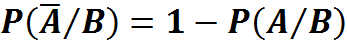 P(A̅/B) = 1 − P(A/B)